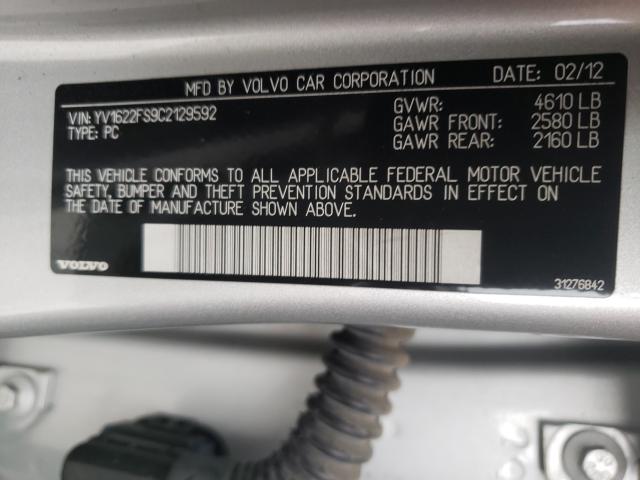 MFD BY VOLVO CAR CORPORATION DATE: 02/12
VIN: YV1622FS9C2129592 GVWR: 4610 LB
TYPE: PC GAWR FRONT: 2580 LB
GAWR REAR: 2160 LB
THIS VEHICLE CONFORMS TO ALL APPLICABLE FEDERAL MOTOR VEHICLE
SAFETY, BUMPER AND THEFT PREVENTION STANDARDS IN EFFECT ON
THE DATE OF MANUFACTURE SHOWN ABOVE.
VOLVO
31276842